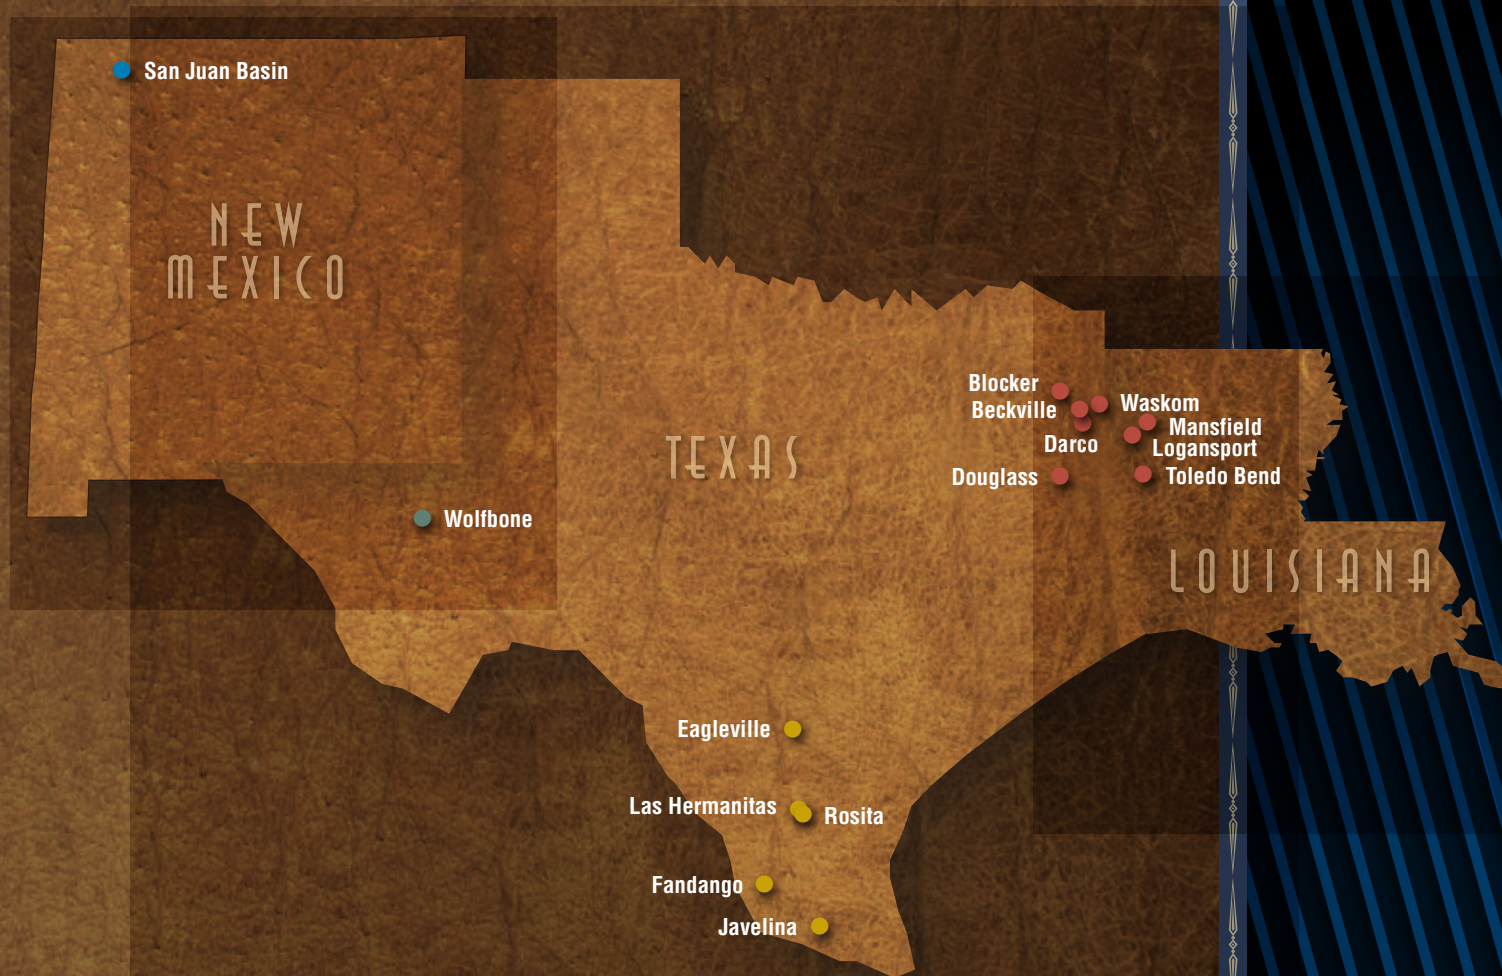 San Juan Basin
NEW
MEXICO
Blocker
Waskom
Beckville
Mansfield
Darco
Logansport
TEXAS
Douglass
Toledo Bend
Wolfbone
LOUISIANA
Eagleville
Las Hermanitas
Rosita
Fandango
Javelina